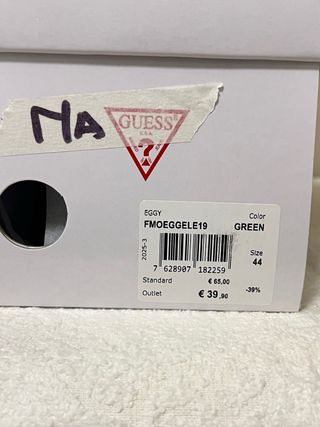 MA
GUESS
U.S.A.
?
EGGY
Color
FMOEGGELE19
GREEN
2025-3
Size
44
7 628907 182259
Standard
€ 65,00
Outlet
€ 39,90
-39%